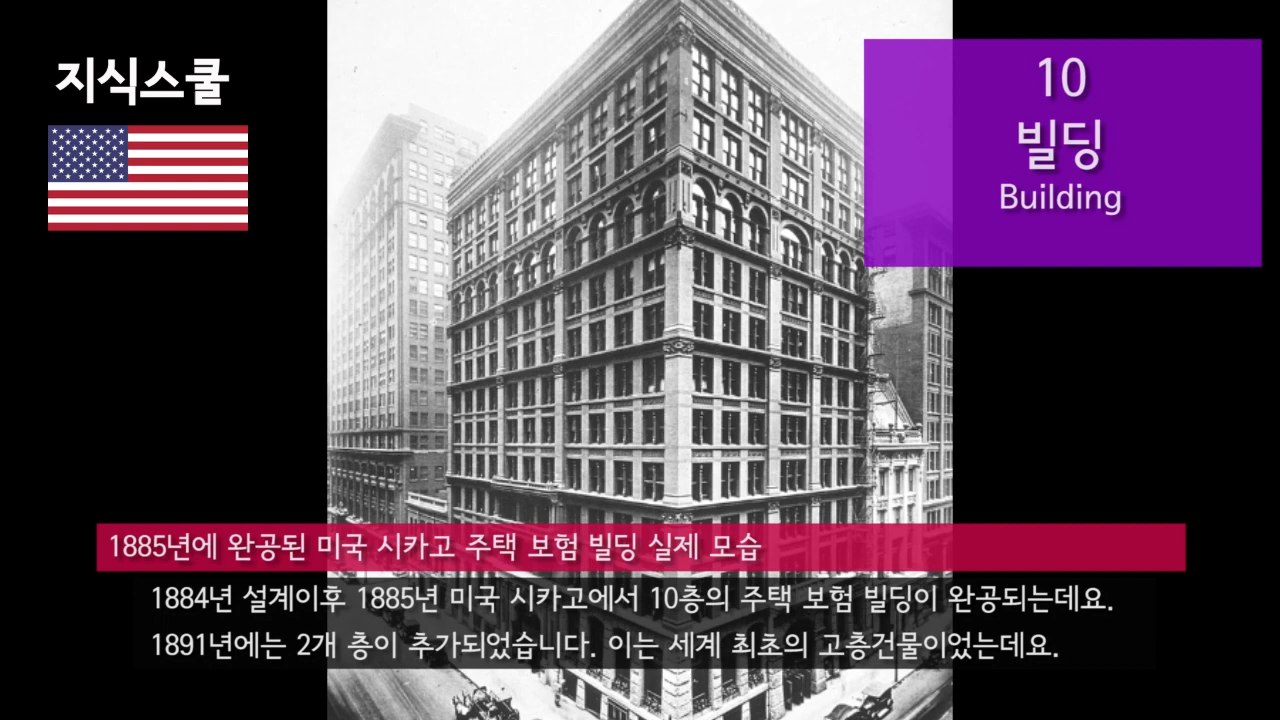 지식스쿨
10
빌딩
Building
1885년에 완공된 미국 시카고 주택 보험 빌딩 실제 모습
1884년 설계이후 1885년 미국 시카고에서 10층의 주택 보험 빌딩이 완공되는데요.
1891년에는 2개 층이 추가되었습니다. 이는 세계 최초의 고층건물이었는데요.